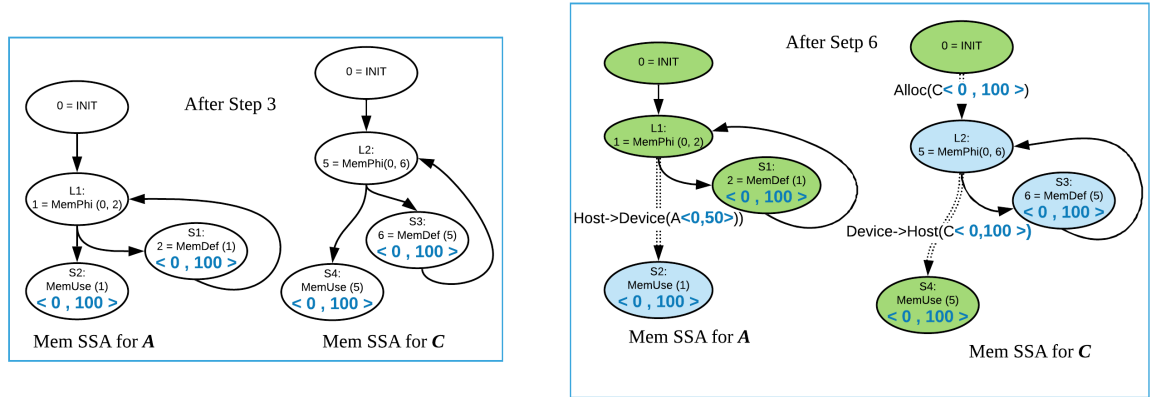 After Step 3
0 = INIT
L1:
1 = MemPhi (0, 2)
S1:
2 = MemDef (1)
< 0 , 100 >
S2:
MemUse (1)
< 0 , 100 >
Mem SSA for A
0 = INIT
L2:
5 = MemPhi(0, 6)
S3:
6 = MemDef (5)
< 0 , 100 >
S4:
MemUse (5)
< 0 , 100 >
Mem SSA for C
After Setp 6
0 = INIT
L1:
1 = MemPhi (0, 2)
S1:
2 = MemDef (1)
< 0 , 100 >
Host->Device(A<0,50>))
S2:
MemUse (1)
< 0 , 100 >
Mem SSA for A
0 = INIT
Alloc(C< 0 , 100 >)
L2:
5 = MemPhi(0, 6)
S3:
6 = MemDef (5)
< 0 , 100 >
Device->Host(C< 0,100 >)
S4:
MemUse (5)
< 0 , 100 >
Mem SSA for C